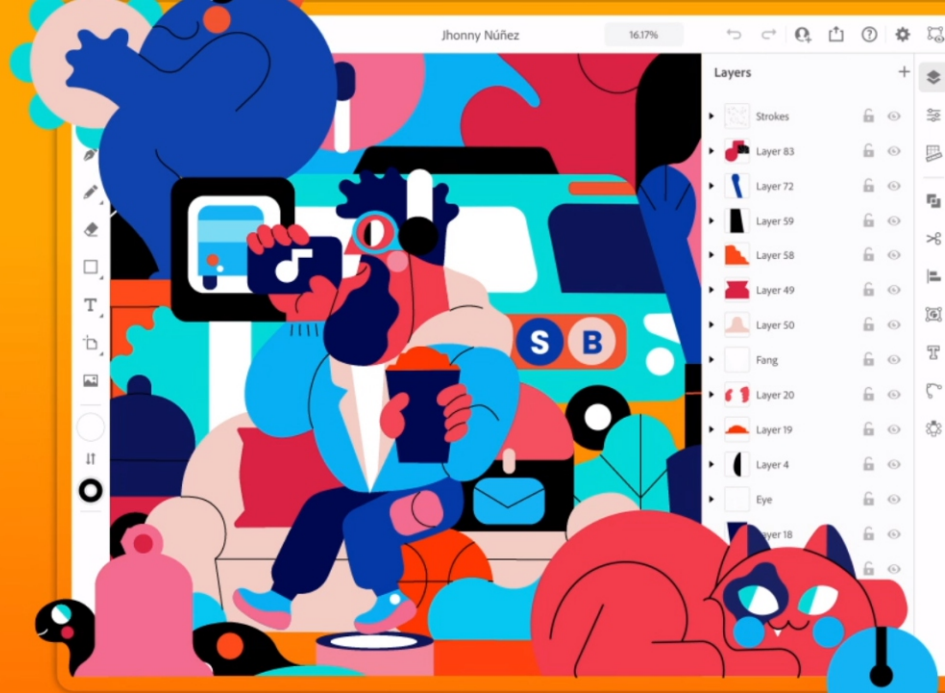 Jhonny Núñez
16.17%
Layers
Strokes
Layer 83
Layer 72
Layer 59
Layer 58
Layer 49
Layer 50
Fang
Layer 20
Layer 19
Layer 4
Eye
18
T
S B